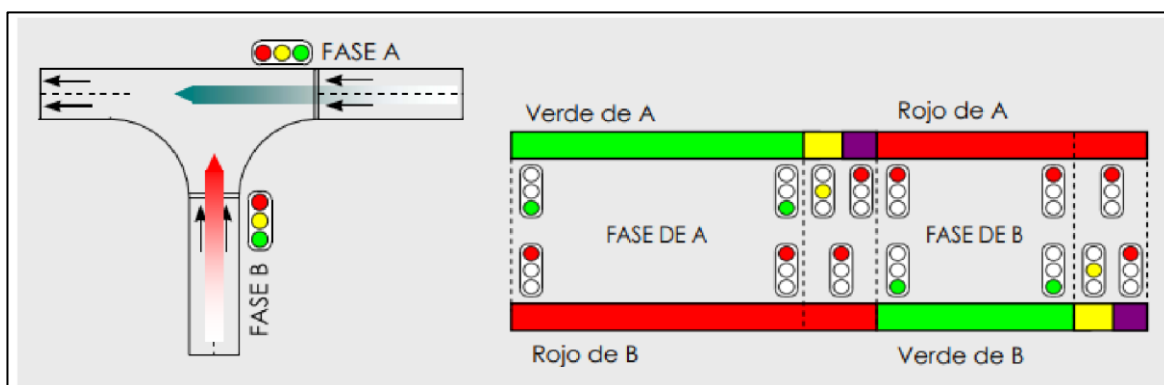 FASE A
FASE B
Verde de A
Rojo de A
FASE DE A
FASE DE B
Rojo de B
Verde de B